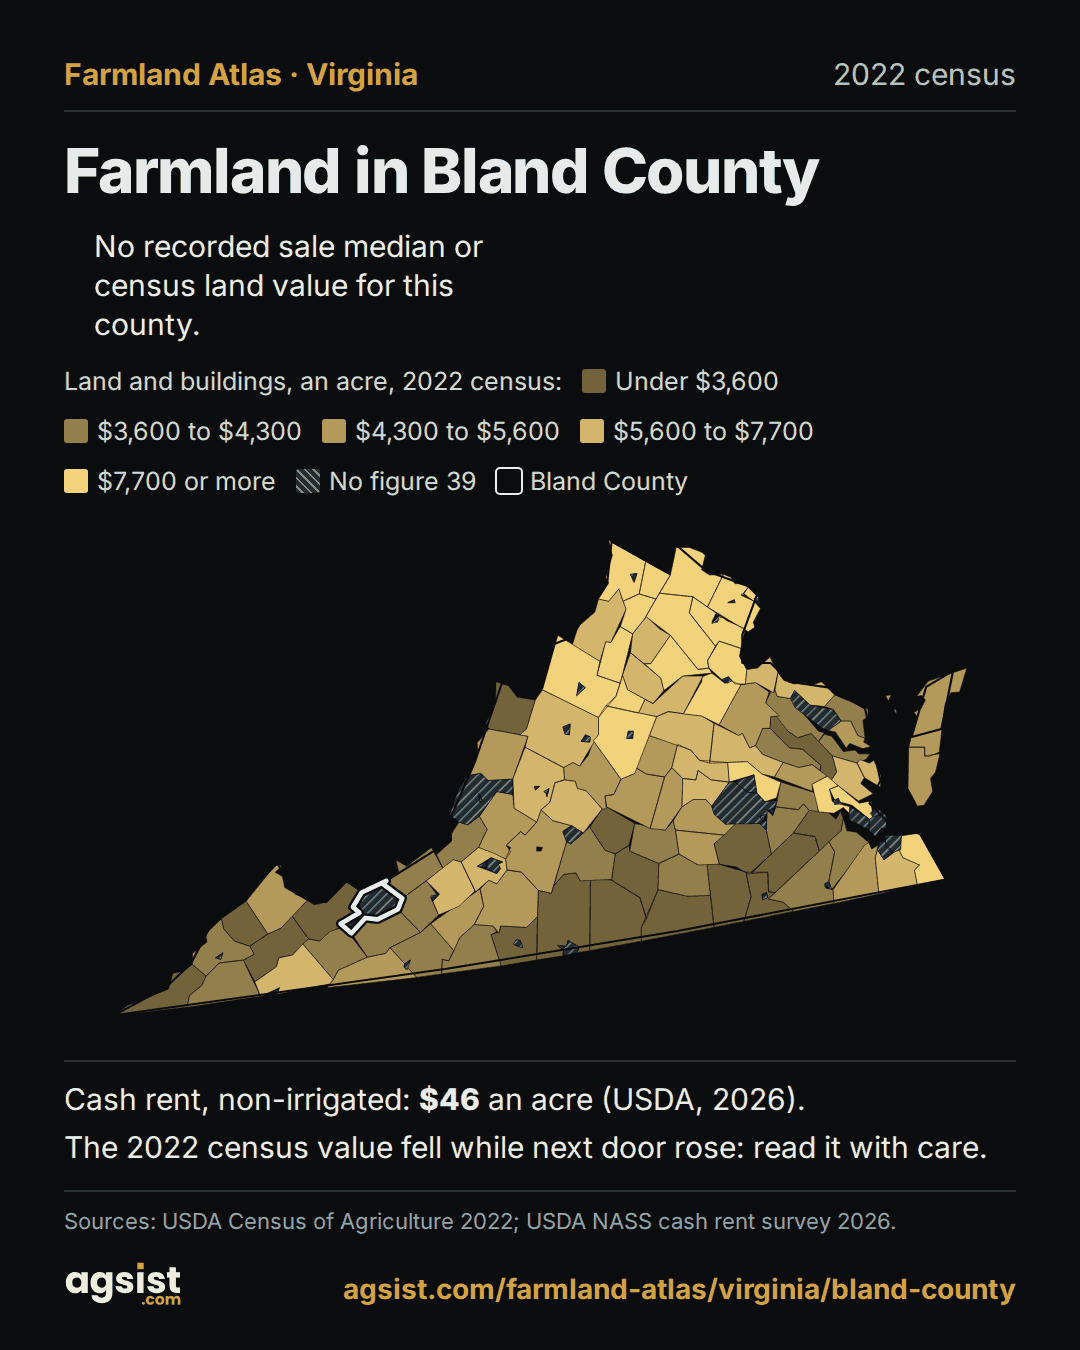 Farmland Atlas · Virginia
2022 census
Farmland in Bland County
No recorded sale median or
census land value for this
county.
Land and buildings, an acre, 2022 census: Under $3,600
$3,600 to $4,300 $4,300 to $5,600 $5,600 to $7,700
$7,700 or more No figure 39 Bland County
Cash rent, non-irrigated: $46 an acre (USDA, 2026).
The 2022 census value fell while next door rose: read it with care.
Sources: USDA Census of Agriculture 2022; USDA NASS cash rent survey 2026.
agsist
.com
agsist.com/farmland-atlas/virginia/bland-county